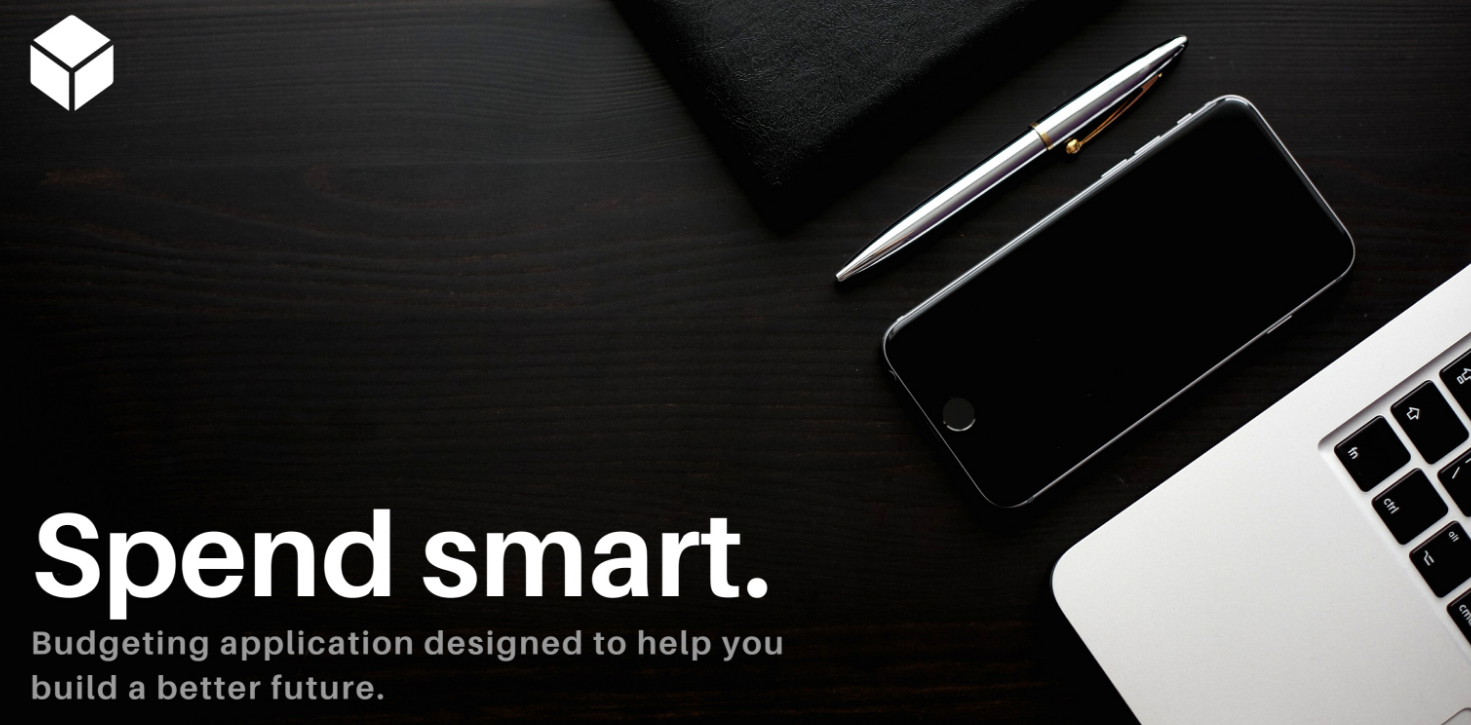 Spend smart.
Budgeting application designed to help you
build a better future.
fn
ctrl
alt